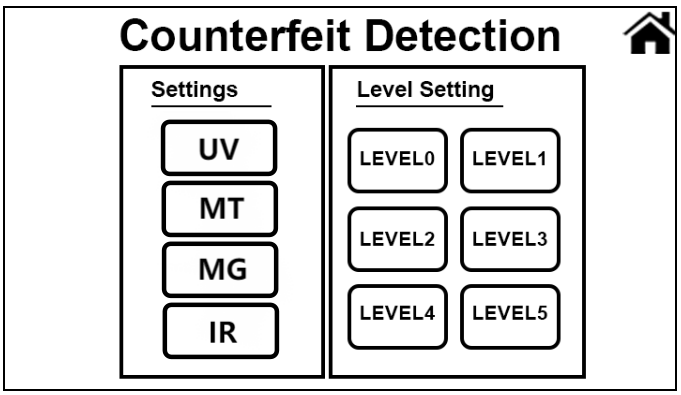 Counterfeit Detection
Settings
UV
MT
MG
IR
Level Setting
LEVEL0 LEVEL1
LEVEL2 LEVEL3
LEVEL4 LEVEL5